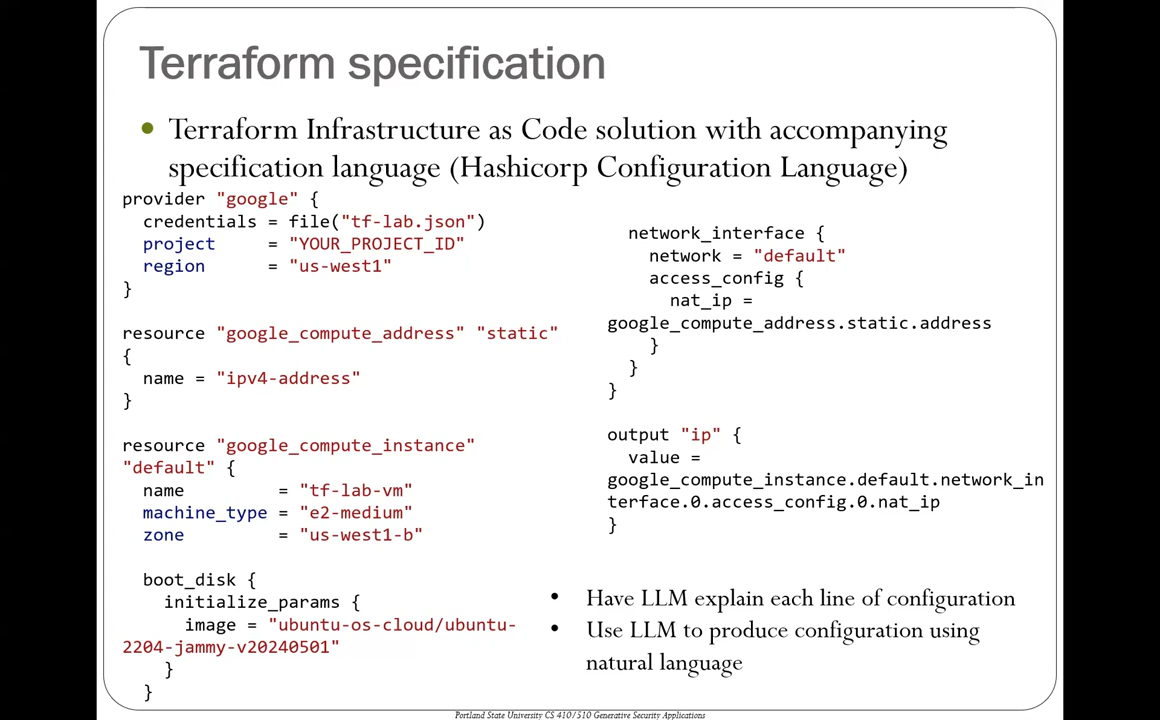 Terraform specification
• Terraform Infrastructure as Code solution with accompanying
specification language (Hashicorp Configuration Language)
provider "google" {
  credentials = file("tf-lab.json")
  project     = "YOUR_PROJECT_ID"
  region      = "us-west1"
}
resource "google_compute_address" "static"
{
  name = "ipv4-address"
}
resource "google_compute_instance"
"default" {
  name         = "tf-lab-vm"
  machine_type = "e2-medium"
  zone         = "us-west1-b"
  boot_disk {
    initialize_params {
      image = "ubuntu-os-cloud/ubuntu-
2204-jammy-v20240501"
    }
  }
  network_interface {
    network = "default"
    access_config {
      nat_ip =
google_compute_address.static.address
    }
  }
}
output "ip" {
  value =
google_compute_instance.default.network_in
terface.0.access_config.0.nat_ip
}
• Have LLM explain each line of configuration
• Use LLM to produce configuration using
natural language
Portland State University CS 410/510 Generative Security Applications